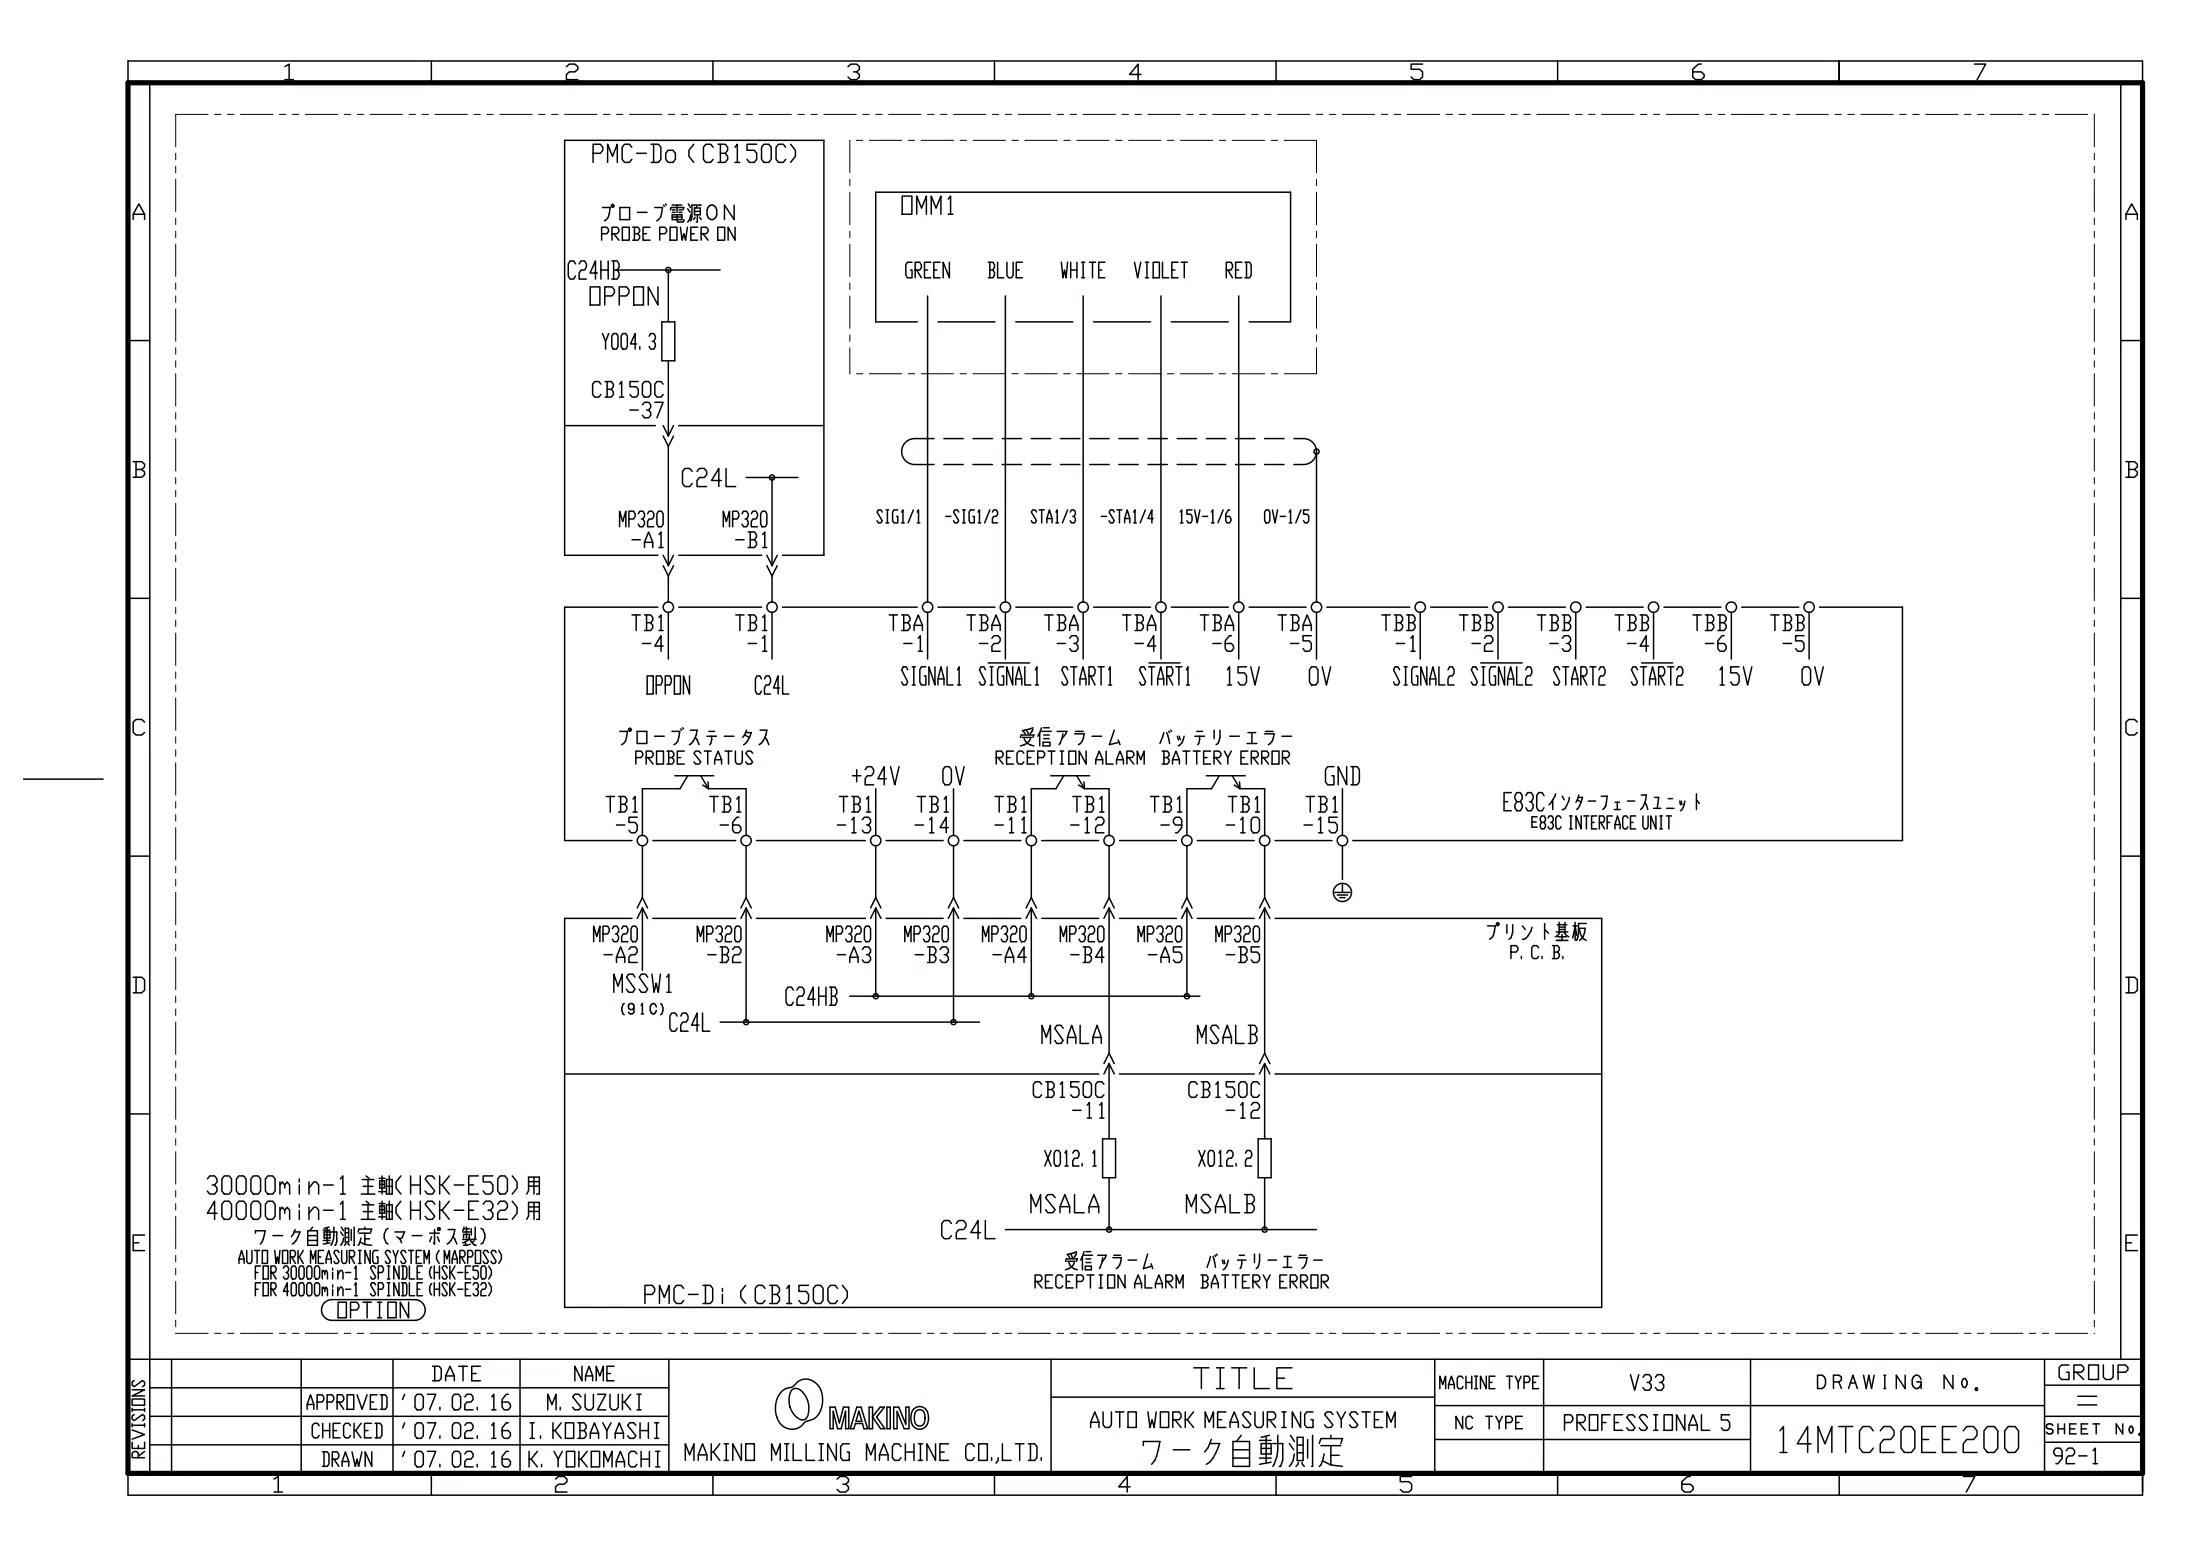 1 2 3 4 5 6 7
A A
B B
C C
D D
E E
PMC-Do (CB150C)
プローブ電源ON
PROBE POWER ON
C24HB
OPPON
Y004.3
CB150C
-37
C24L
MP320
-A1
MP320
-B1
OMM1
GREEN BLUE WHITE VIOLET RED
SIG1/1 -SIG1/2 STA1/3 -STA1/4 15V-1/6 0V-1/5
TB1 TB1 TBA TBA TBA TBA TBA TBA TBB TBB TBB TBB TBB TBB
-4 -1 -1 -2 -3 -4 -6 -5 -1 -2 -3 -4 -6 -5
OPPON C24L SIGNAL1 SIGNAL1 START1 START1 15V 0V SIGNAL2 SIGNAL2 START2 START2 15V 0V
プローブステータス 受信アラーム バッテリーエラー
PROBE STATUS RECEPTION ALARM BATTERY ERROR
+24V 0V GND
TB1 TB1 TB1 TB1 TB1 TB1 TB1 TB1 TB1
-5 -6 -13 -14 -11 -12 -9 -10 -15
E83Cインターフェースユニット
E83C INTERFACE UNIT
MP320 MP320 MP320 MP320 MP320 MP320 MP320 MP320
-A2 -B2 -A3 -B3 -A4 -B4 -A5 -B5
プリント基板
P. C. B.
MSSW1
(91C)
C24HB
C24L
MSALA MSALB
CB150C CB150C
-11 -12
X012.1 X012.2
MSALA MSALB
C24L
受信アラーム バッテリーエラー
RECEPTION ALARM BATTERY ERROR
PMC-Di (CB150C)
30000min-1 主軸(HSK-E50)用
40000min-1 主軸(HSK-E32)用
ワーク自動測定(マーポス製)
AUTO WORK MEASURING SYSTEM (MARPOSS)
FOR 30000min-1 SPINDLE (HSK-E50)
FOR 40000min-1 SPINDLE (HSK-E32)
OPTION
REVISIONS
DATE NAME
APPROVED '07. 02. 16 M. SUZUKI
CHECKED '07. 02. 16 I. KOBAYASHI
DRAWN '07. 02. 16 K. YOKOMACHI
MAKINO
MAKINO MILLING MACHINE CO.,LTD.
TITLE
AUTO WORK MEASURING SYSTEM
ワーク自動測定
MACHINE TYPE V33
NC TYPE PROFESSIONAL 5
DRAWING No.
14MTC20EE200
GROUP
=
SHEET No.
92-1
1 2 3 4 5 6 7